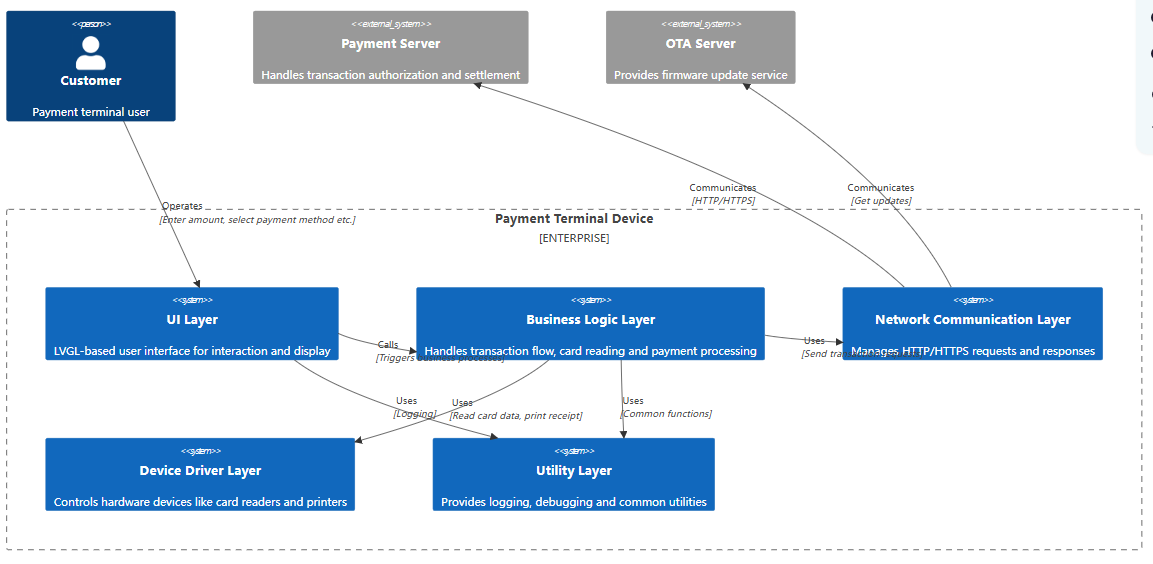 <<person>>
Customer
Payment terminal user
<<external_system>>
Payment Server
Handles transaction authorization and settlement
<<external_system>>
OTA Server
Provides firmware update service
Operates
[Enter amount, select payment method etc.]
Communicates
[HTTP/HTTPS]
Communicates
[Get updates]
Payment Terminal Device
[ENTERPRISE]
<<system>>
UI Layer
LVGL-based user interface for interaction and display
<<system>>
Business Logic Layer
Handles transaction flow, card reading and payment processing
<<system>>
Network Communication Layer
Manages HTTP/HTTPS requests and responses
Calls
[Triggers business processes]
Uses
[Send
Uses
[Logging]
Uses
[Read card data, print receipt]
Uses
[Common functions]
<<system>>
Device Driver Layer
Controls hardware devices like card readers and printers
<<system>>
Utility Layer
Provides logging, debugging and common utilities